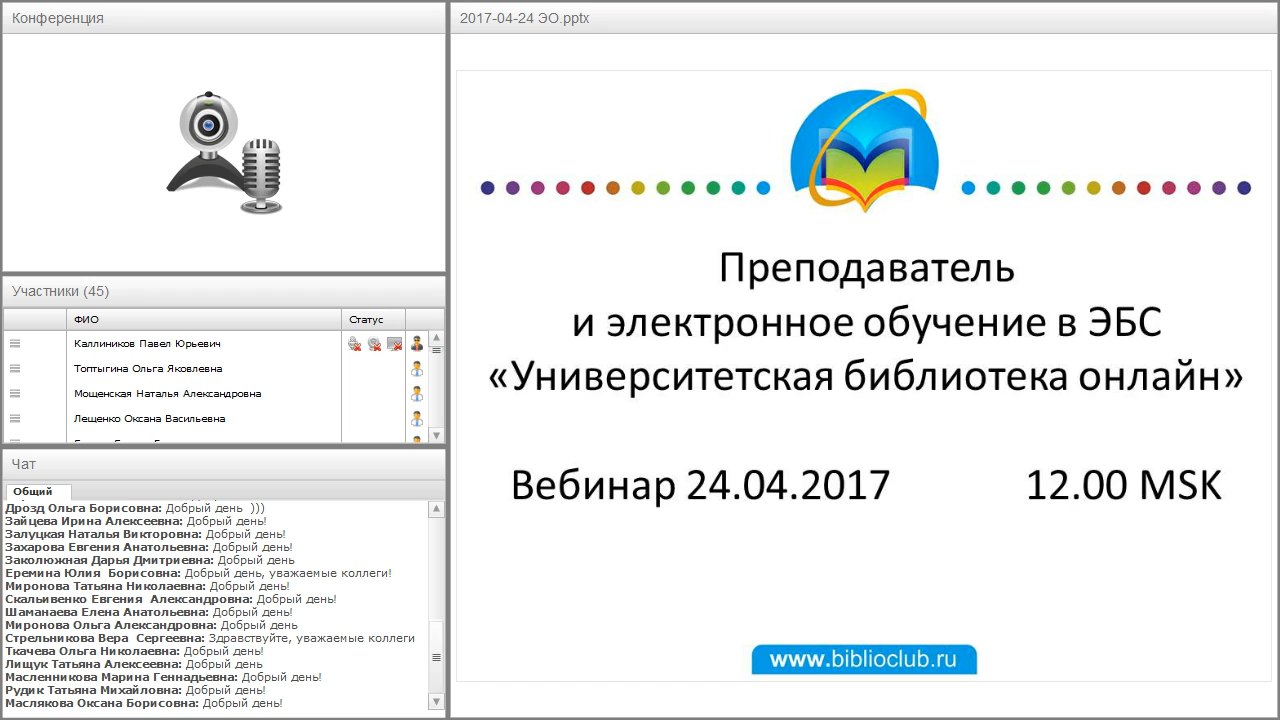 Конференция
2017-04-24 ЭО.pptx
Преподаватель
и электронное обучение в ЭБС
«Университетская библиотека онлайн»
Вебинар 24.04.2017 12.00 MSK
www.biblioclub.ru
Участники (45)
ФИО Статус
Каллиников Павел Юрьевич
Топтыгина Ольга Яковлевна
Мощенская Наталья Александровна
Лещенко Оксана Васильевна
Чат
Общий
Дрозд Ольга Борисовна: Добрый день )))
Зайцева Ирина Алексеевна: Добрый день!
Залуцкая Наталья Викторовна: Добрый день!
Захарова Евгения Анатольевна: Добрый день!
Заколюжная Дарья Дмитриевна: Добрый день
Еремина Юлия Борисовна: Добрый день, уважаемые коллеги!
Миронова Татьяна Николаевна: Добрый день!
Скальивенко Евгения Александровна: Добрый день!
Шаманаева Елена Анатольевна: Добрый день!
Миронова Ольга Александровна: Добрый день
Стрельникова Вера Сергеевна: Здравствуйте, уважаемые коллеги
Ткачева Ольга Николаевна: Добрый день!
Лищук Татьяна Алексеевна: Добрый день
Масленникова Марина Геннадьевна: Добрый день!
Рудик Татьяна Михайловна: Добрый день!
Маслякова Оксана Борисовна: Добрый день!